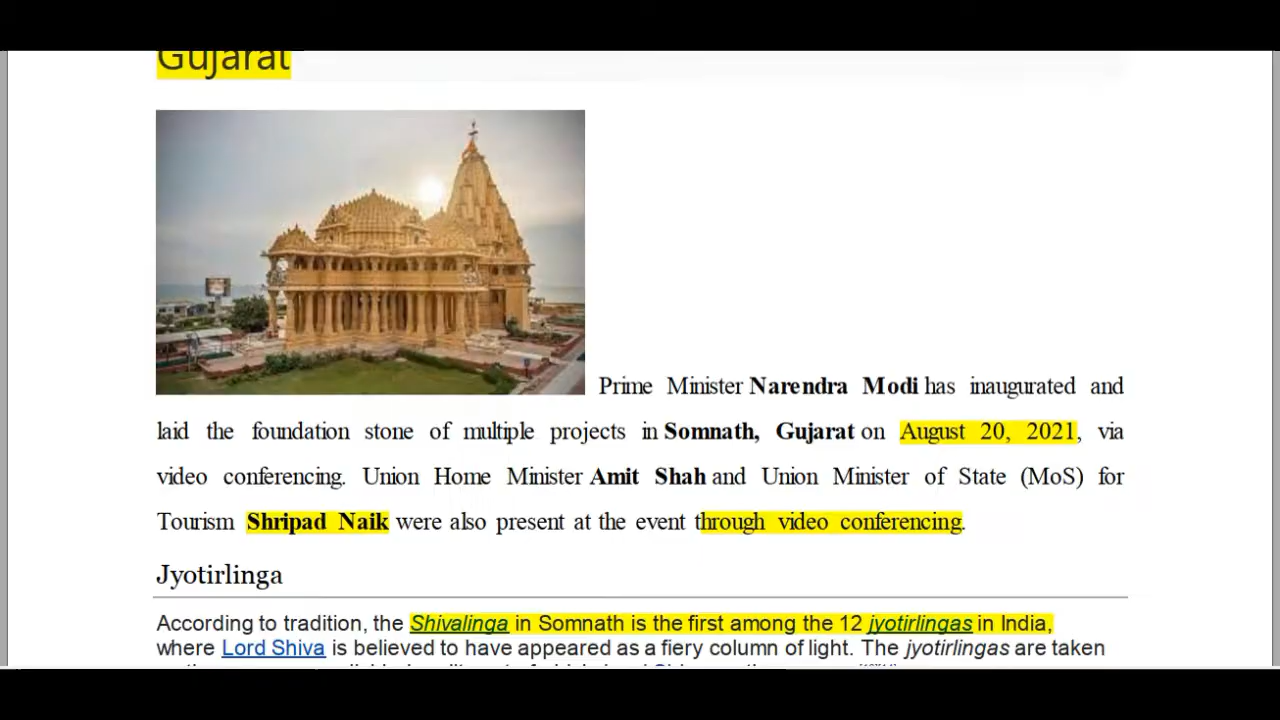 Gujarat
Prime Minister Narendra Modi has inaugurated and
laid the foundation stone of multiple projects in Somnath, Gujarat on August 20, 2021, via
video conferencing. Union Home Minister Amit Shah and Union Minister of State (MoS) for
Tourism Shripad Naik were also present at the event through video conferencing.
Jyotirlinga
According to tradition, the Shivalinga in Somnath is the first among the 12 jyotirlingas in India,
where Lord Shiva is believed to have appeared as a fiery column of light. The jyotirlingas are taken